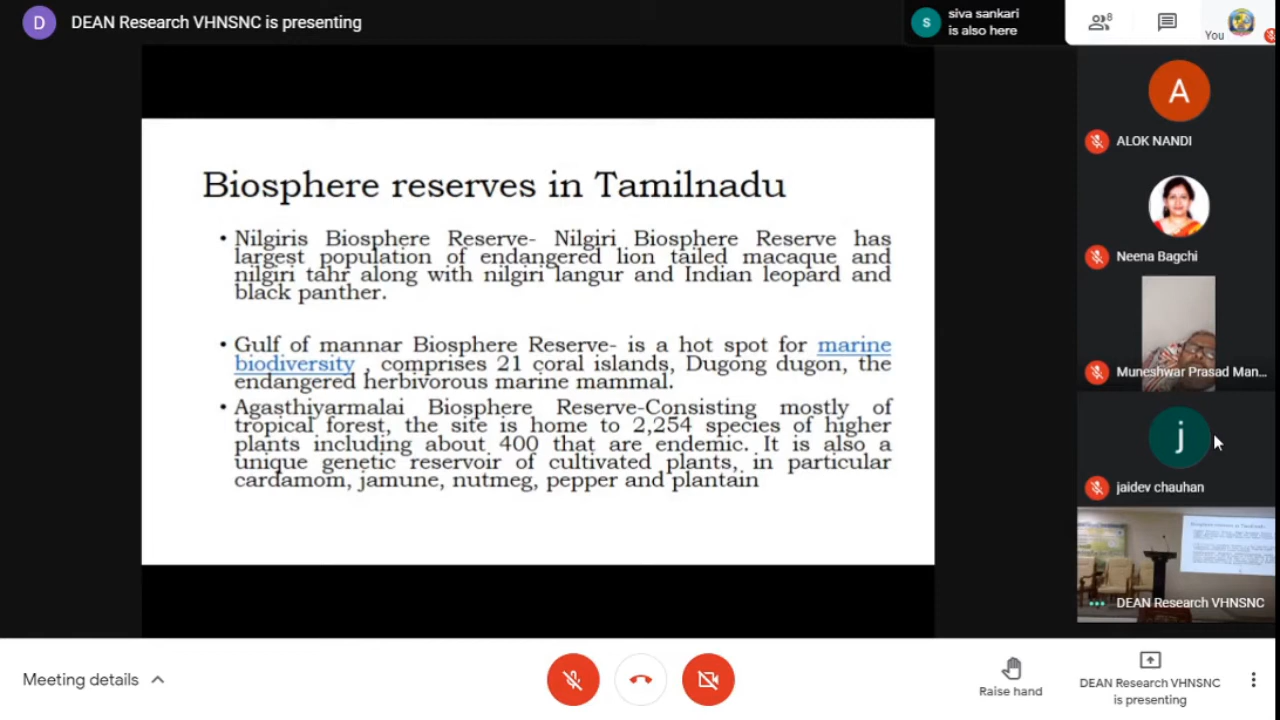 D
DEAN Research VHNSNC is presenting
S
siva sankari
is also here
8
You
Biosphere reserves in Tamilnadu
• Nilgiris Biosphere Reserve- Nilgiri Biosphere Reserve has
largest population of endangered lion tailed macaque and
nilgiri tahr along with nilgiri langur and Indian leopard and
black panther.
• Gulf of mannar Biosphere Reserve- is a hot spot for marine
biodiversity , comprises 21 coral islands, Dugong dugon, the
endangered herbivorous marine mammal.
• Agasthiyarmalai Biosphere Reserve-Consisting mostly of
tropical forest, the site is home to 2,254 species of higher
plants including about 400 that are endemic. It is also a
unique genetic reservoir of cultivated plants, in particular
cardamom, jamune, nutmeg, pepper and plantain
A
ALOK NANDI
Neena Bagchi
Muneshwar Prasad Man...
j
jaidev chauhan
Biosphere reserves in Tamilnadu
DEAN Research VHNSNC
Meeting details
Raise hand
DEAN Research VHNSNC
is presenting